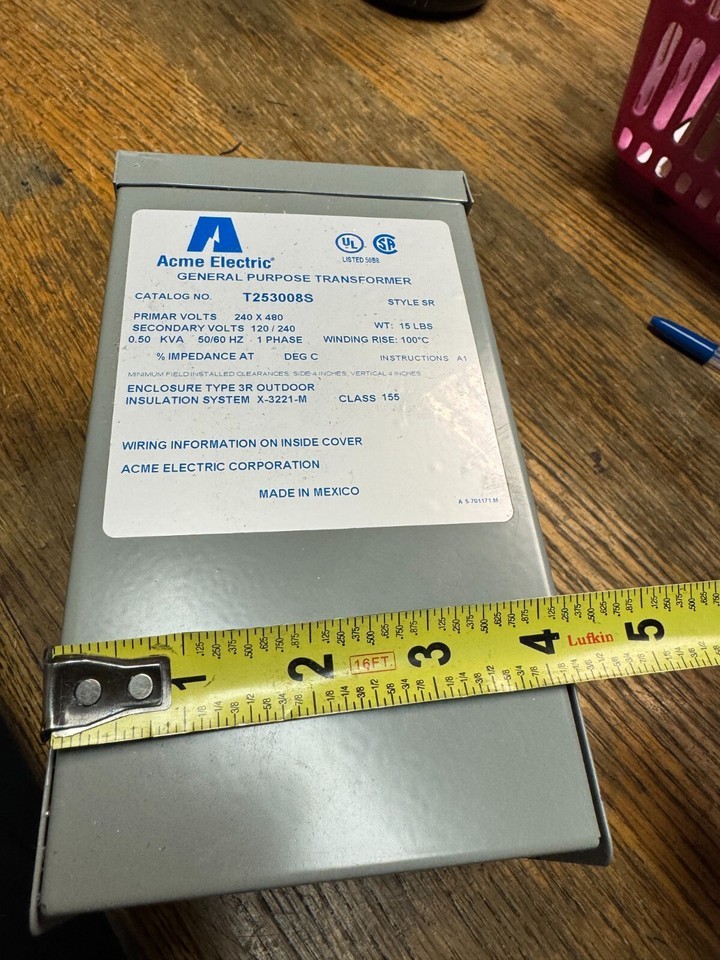 Acme Electric®
UL
SA
LISTED 50B8
GENERAL PURPOSE TRANSFORMER
CATALOG NO. T253008S
STYLE SR
PRIMAR VOLTS 240 X 480
SECONDARY VOLTS 120 / 240 WT: 15 LBS
0.50 KVA 50/60 HZ 1 PHASE WINDING RISE: 100°C
% IMPEDANCE AT DEG C INSTRUCTIONS A1
MINIMUM FIELD INSTALLED CLEARANCES, SIDE-4 INCHES, VERTICAL 4 INCHES
ENCLOSURE TYPE 3R OUTDOOR
INSULATION SYSTEM X-3221-M CLASS 155
WIRING INFORMATION ON INSIDE COVER
ACME ELECTRIC CORPORATION
MADE IN MEXICO
1 2 16FT. 3 4 Lufkin 5